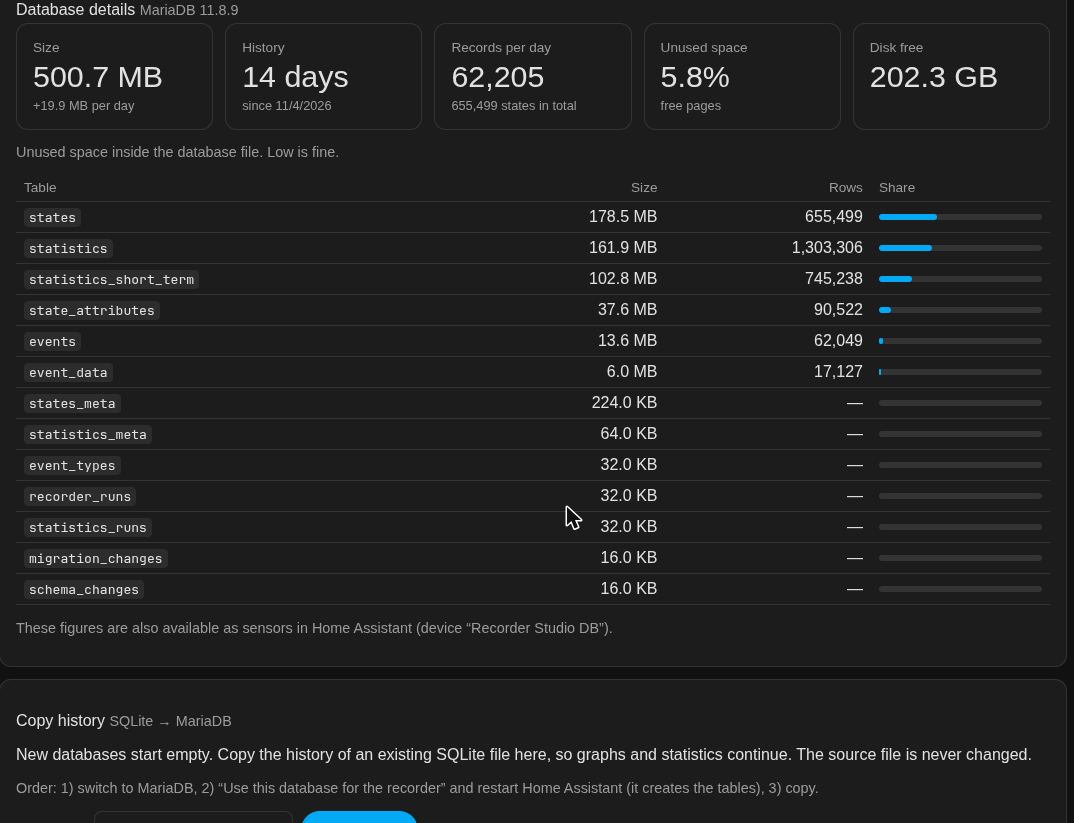 Database details MariaDB 11.8.9
Size History Records per day Unused space Disk free
500.7 MB 14 days 62,205 5.8% 202.3 GB
+19.9 MB per day since 11/4/2026 655,499 states in total free pages
Unused space inside the database file. Low is fine.
Table Size Rows Share
states 178.5 MB 655,499
statistics 161.9 MB 1,303,306
statistics_short_term 102.8 MB 745,238
state_attributes 37.6 MB 90,522
events 13.6 MB 62,049
event_data 6.0 MB 17,127
states_meta 224.0 KB —
statistics_meta 64.0 KB —
event_types 32.0 KB —
recorder_runs 32.0 KB —
statistics_runs 32.0 KB —
migration_changes 16.0 KB —
schema_changes 16.0 KB —
These figures are also available as sensors in Home Assistant (device “Recorder Studio DB”).
Copy history SQLite → MariaDB
New databases start empty. Copy the history of an existing SQLite file here, so graphs and statistics continue. The source file is never changed.
Order: 1) switch to MariaDB, 2) “Use this database for the recorder” and restart Home Assistant (it creates the tables), 3) copy.